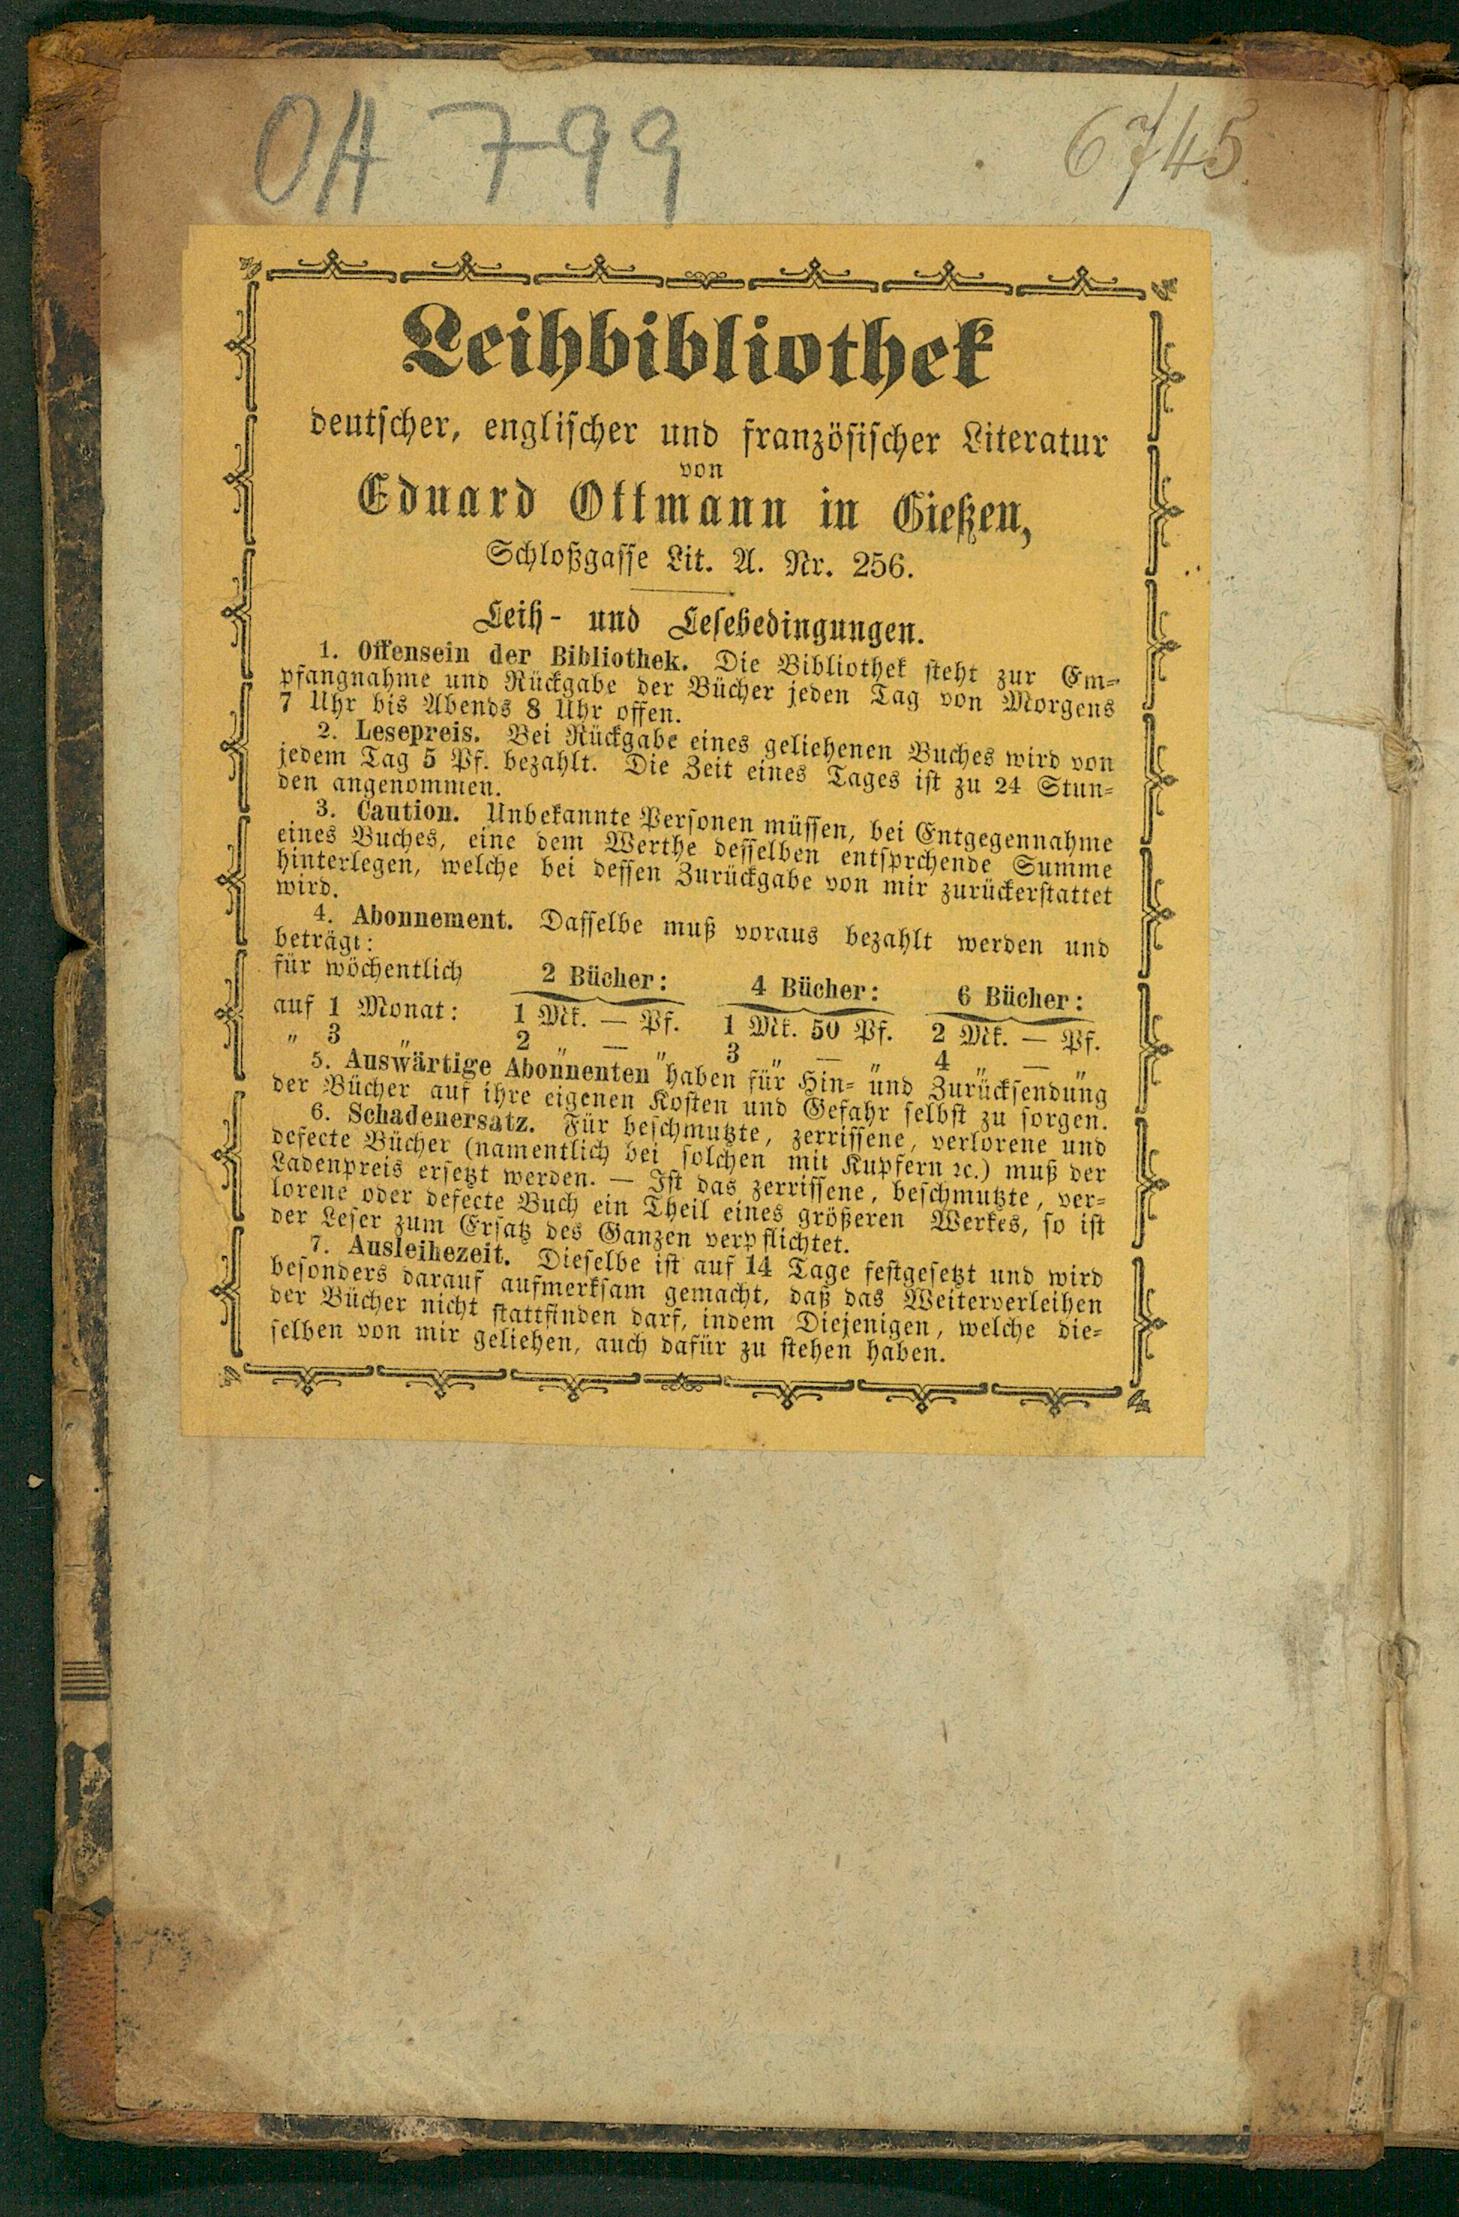 OH 799
6745
Leihbibliothek
deutscher, englischer und französischer Literatur
von
Eduard Ottmann in Gießen,
Schloßgasse Lit. A. Nr. 256.
Leih- und Lesebedingungen.
1. Offensein der Bibliothek. Die Bibliothek steht zur Em-
pfangnahme und Rückgabe der Bücher jeden Tag von Morgens
7 Uhr bis Abends 8 Uhr offen.
2. Lesepreis. Bei Rückgabe eines geliehenen Buches wird von
jedem Tag 5 Pf. bezahlt. Die Zeit eines Tages ist zu 24 Stun-
den angenommen.
3. Caution. Unbekannte Personen müssen, bei Entgegennahme
eines Buches, eine dem Werthe desselben entsprchende Summe
hinterlegen, welche bei dessen Zurückgabe von mir zurückerstattet
wird.
4. Abonnement. Dasselbe muß voraus bezahlt werden und
beträgt:
für wöchentlich 2 Bücher: 4 Bücher: 6 Bücher:
auf 1 Monat: 1 Mk. — Pf. 1 Mk. 50 Pf. 2 Mk. — Pf.
" 3 " 2 " — " 3 " — " 4 " — "
5. Auswärtige Abonnenten haben für Hin- und Zurücksendung
der Bücher auf ihre eigenen Kosten und Gefahr selbst zu sorgen.
6. Schadenersatz. Für beschmutzte, zerrissene, verlorene und
defecte Bücher (namentlich bei solchen mit Kupfern ꝛc.) muß der
Ladenpreis ersetzt werden. — Ist das zerrissene, beschmutzte, ver-
lorene oder defecte Buch ein Theil eines größeren Werkes, so ist
der Leser zum Ersatz des Ganzen verpflichtet.
7. Ausleihezeit. Dieselbe ist auf 14 Tage festgesetzt und wird
besonders darauf aufmerksam gemacht, daß das Weiterverleihen
der Bücher nicht stattfinden darf, indem Diejenigen, welche die-
selben von mir geliehen, auch dafür zu stehen haben.